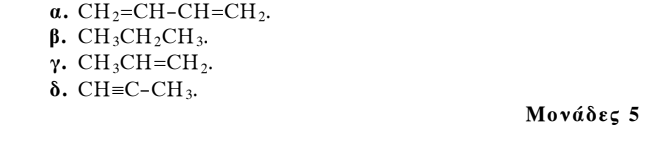 α. CH₂=CH-CH=CH₂.
β. CH₃CH₂CH₃.
γ. CH₃CH=CH₂.
δ. CH≡C-CH₃.
Μονάδες 5